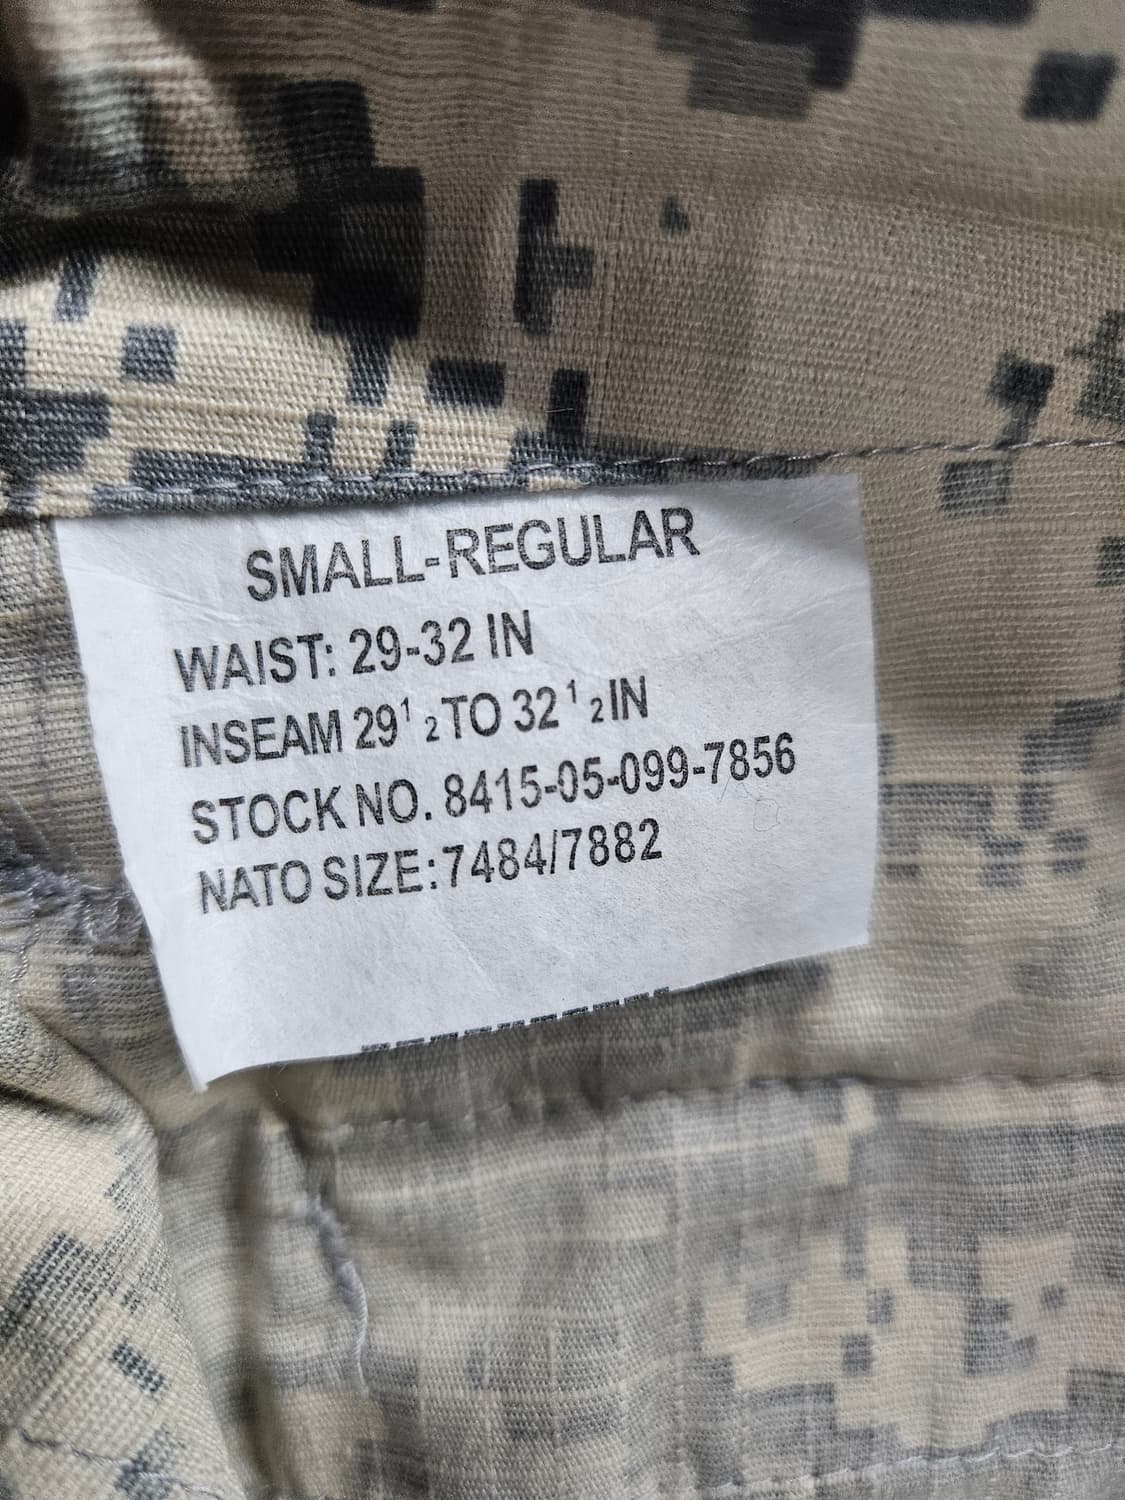 SMALL-REGULAR
WAIST: 29-32 IN
INSEAM 29 1 2 TO 32 1 2 IN
STOCK NO. 8415-05-099-7856
NATO SIZE:7484/7882